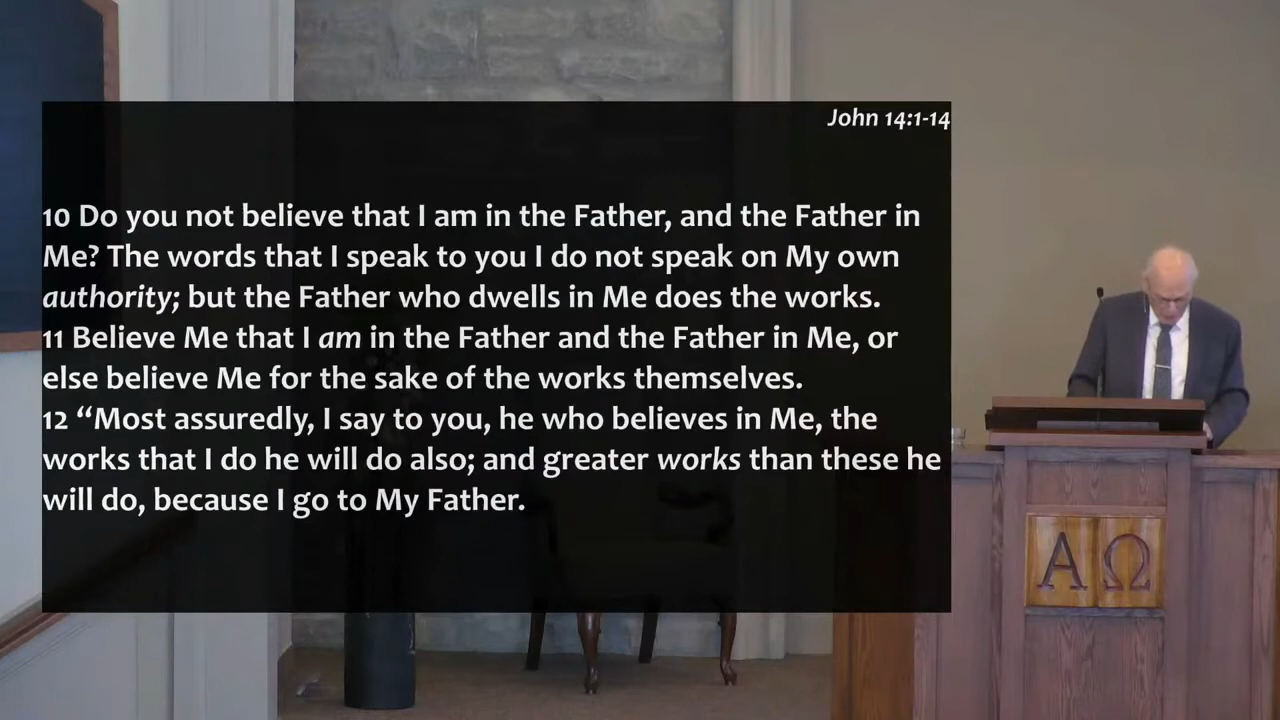 John 14:1-14
10 Do you not believe that I am in the Father, and the Father in
Me? The words that I speak to you I do not speak on My own
authority; but the Father who dwells in Me does the works.
11 Believe Me that I am in the Father and the Father in Me, or
else believe Me for the sake of the works themselves.
12 “Most assuredly, I say to you, he who believes in Me, the
works that I do he will do also; and greater works than these he
will do, because I go to My Father.
Α Ω